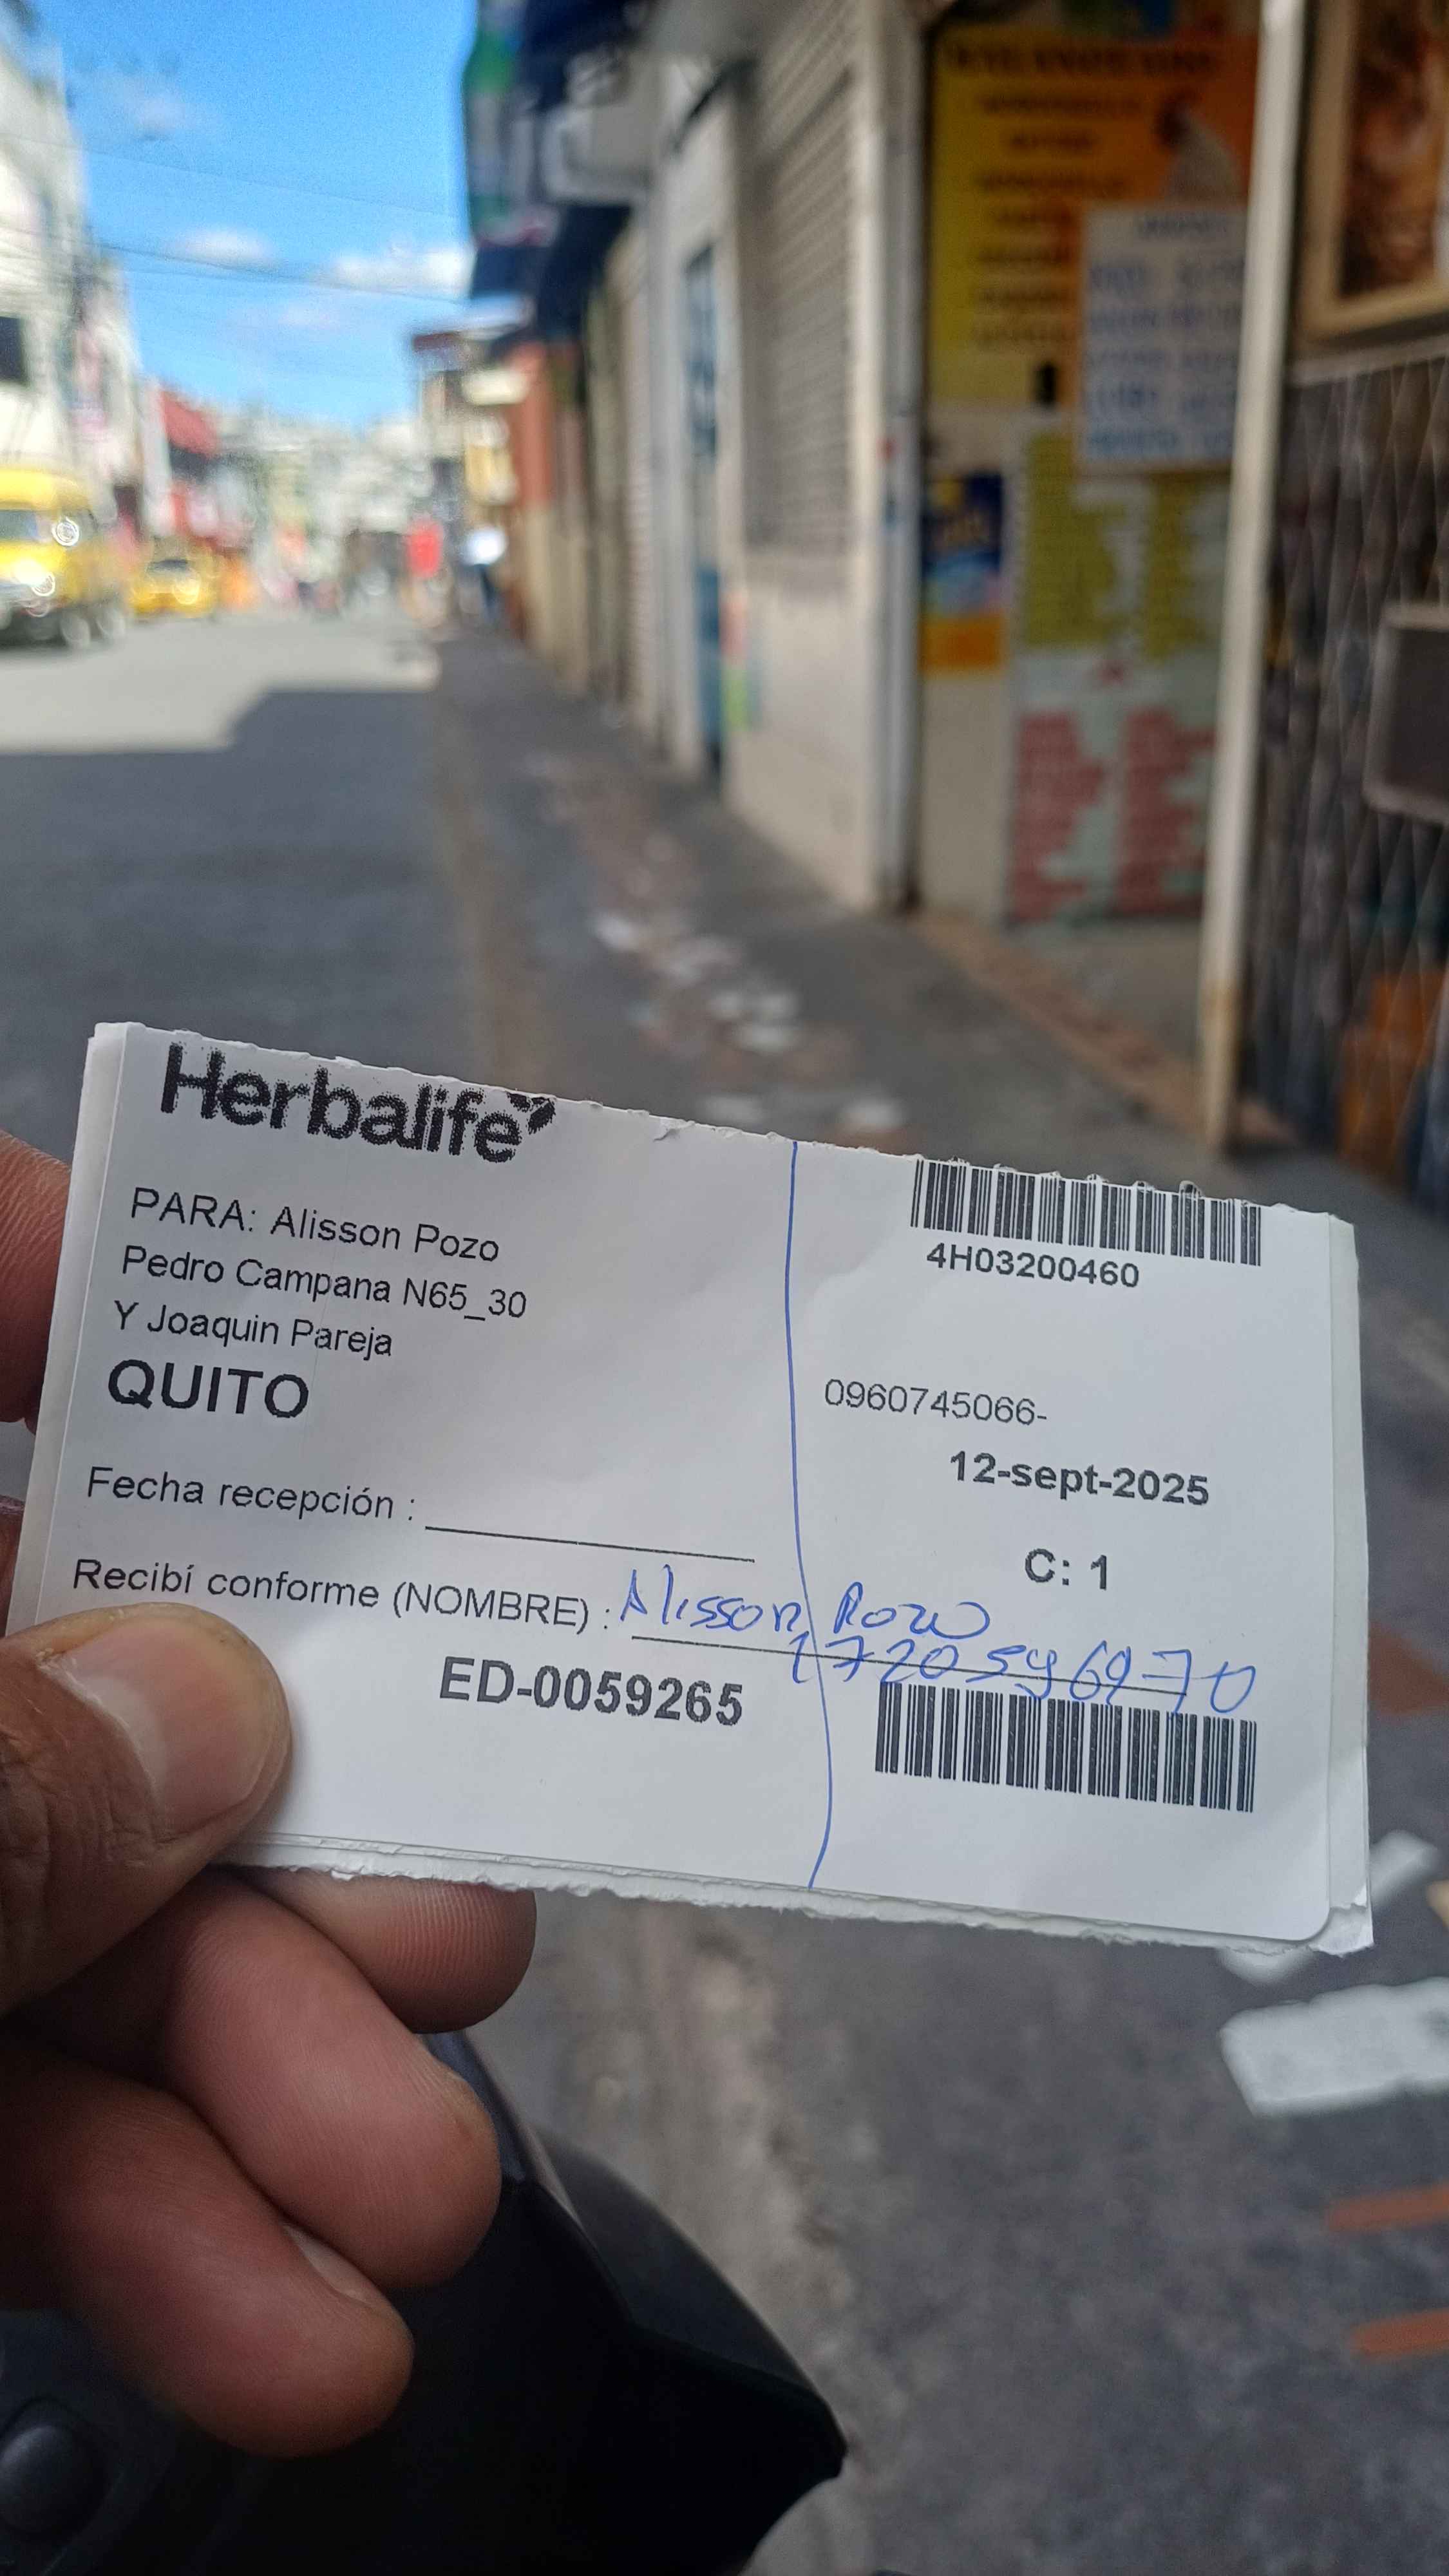 Herbalife
PARA: Alisson Pozo
Pedro Campana N65_30
Y Joaquin Pareja
QUITO
Fecha recepción :
Recibí conforme (NOMBRE) : Alisson Pozo
1720596970
ED-0059265
4H03200460
0960745066-
12-sept-2025
C: 1